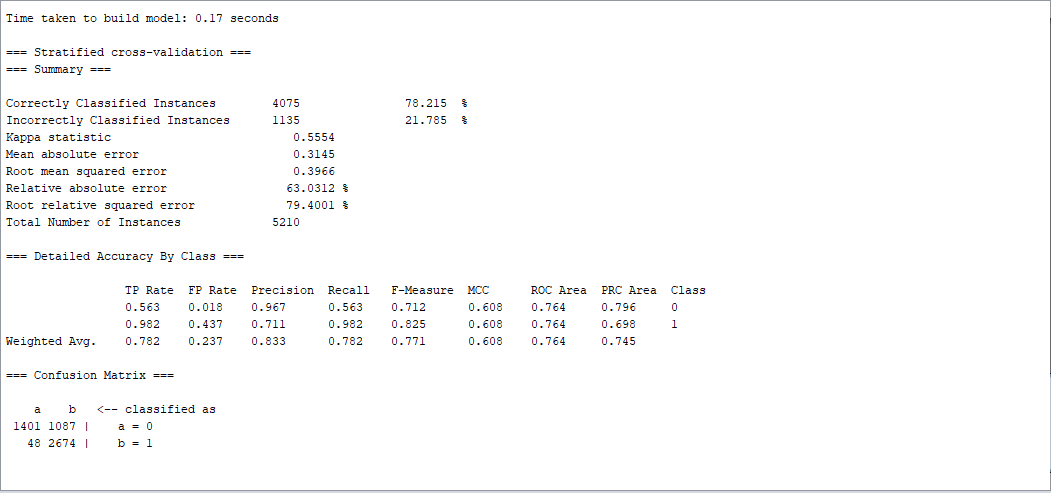 Time taken to build model: 0.17 seconds
=== Stratified cross-validation ===
=== Summary ===
Correctly Classified Instances        4075               78.215  %
Incorrectly Classified Instances      1135               21.785  %
Kappa statistic                          0.5554
Mean absolute error                      0.3145
Root mean squared error                  0.3966
Relative absolute error                 63.0312 %
Root relative squared error             79.4001 %
Total Number of Instances             5210
=== Detailed Accuracy By Class ===
                 TP Rate  FP Rate  Precision  Recall   F-Measure  MCC      ROC Area  PRC Area  Class
                 0.563    0.018    0.967      0.563    0.712      0.608    0.764     0.796     0
                 0.982    0.437    0.711      0.982    0.825      0.608    0.764     0.698     1
Weighted Avg.    0.782    0.237    0.833      0.782    0.771      0.608    0.764     0.745
=== Confusion Matrix ===
    a    b   <-- classified as
 1401 1087 |    a = 0
   48 2674 |    b = 1